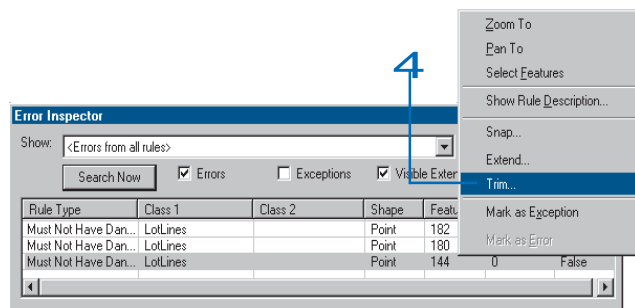 Zoom To
Pan To
Select Features
Show Rule Description...
Snap...
Extend...
Trim...
Mark as Exception
Mark as Error
4
Error Inspector
Show: <Errors from all rules>
Search Now Errors Exceptions Visible Exten
Rule Type Class 1 Class 2 Shape Featu
Must Not Have Dan... LotLines Point 182
Must Not Have Dan... LotLines Point 180
Must Not Have Dan... LotLines Point 144 0 False